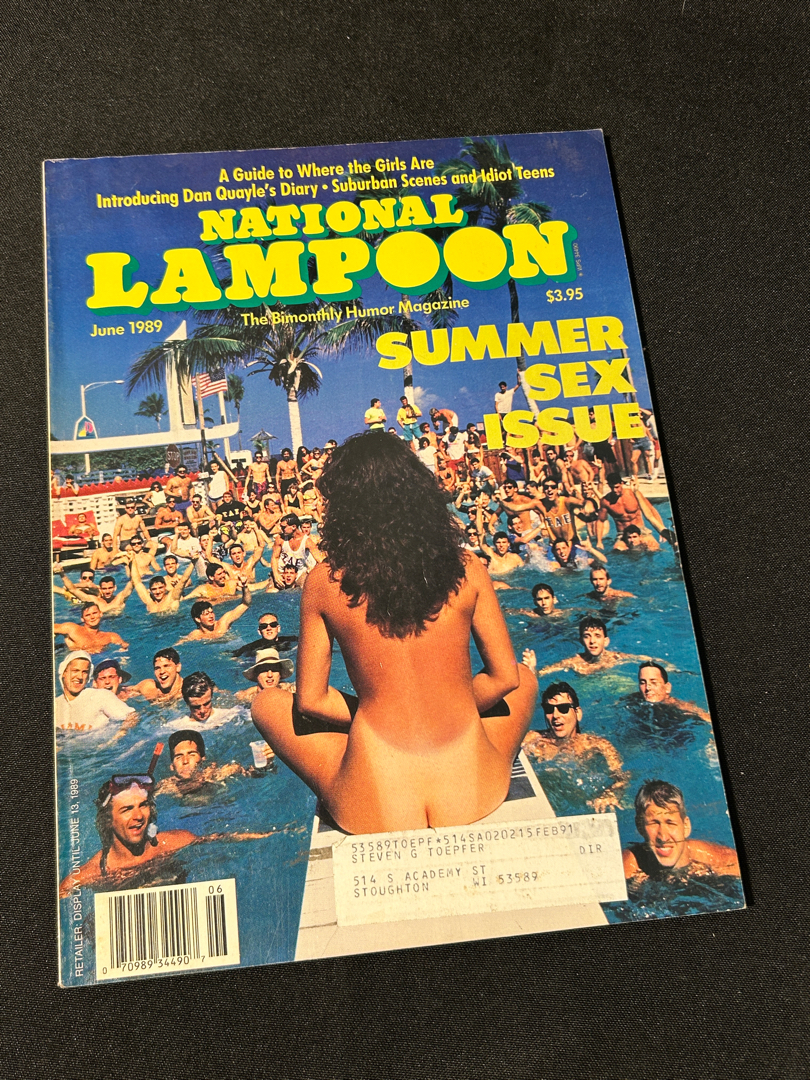 A Guide to Where the Girls Are
Introducing Dan Quayle's Diary • Suburban Scenes and Idiot Teens
NATIONAL
LAMPOON
June 1989
The Bimonthly Humor Magazine
$3.95
SUMMER
SEX
ISSUE
STOP
53589TOEPF*514SA020215FEB91
STEVEN G TOEPFER
DIR
514 S ACADEMY ST
STOUGHTON WI 53589
RETAILER: DISPLAY UNTIL JUNE 13, 1989
06
0 70989 34490 7